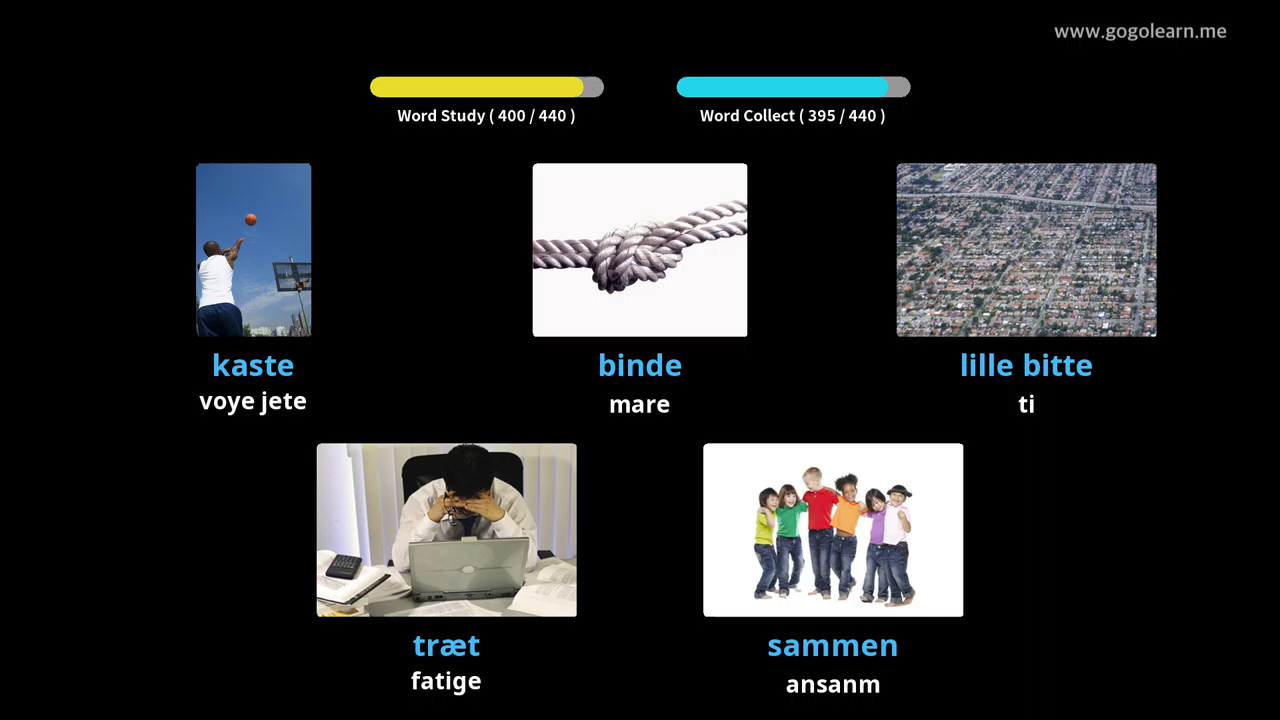 www.gogolearn.me
Word Study ( 400 / 440 )
Word Collect ( 395 / 440 )
kaste
voye jete
binde
mare
lille bitte
ti
træt
fatige
sammen
ansanm